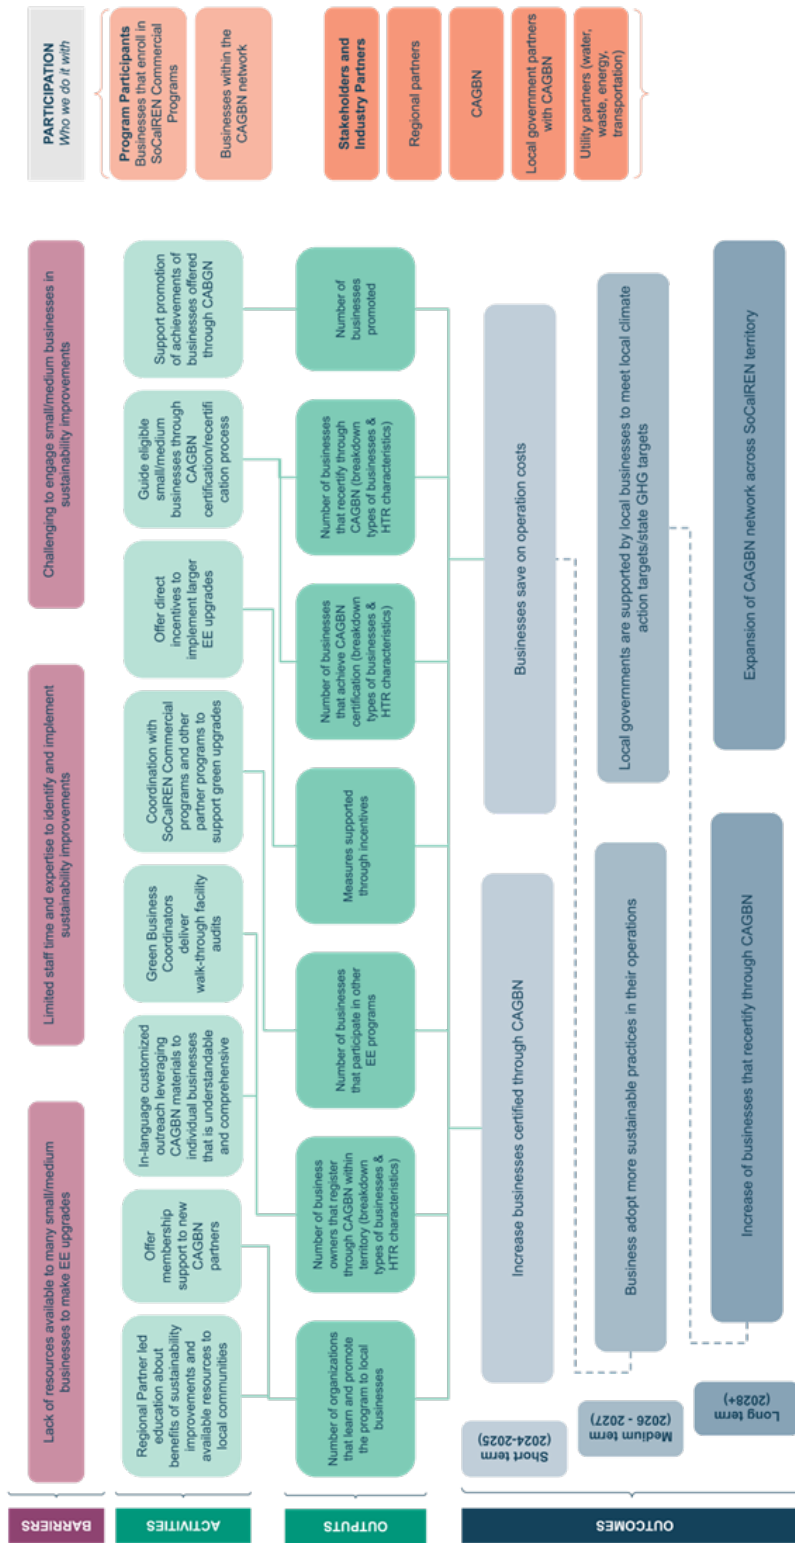 BARRIERS
Lack of resources available to many small/medium
businesses to make EE upgrades
Limited staff time and expertise to identify and implement
sustainability improvements
Challenging to engage small/medium businesses in
sustainability improvements
PARTICIPATION
Who we do it with
ACTIVITIES
Regional Partner led
education about
benefits of sustainability
improvements and
available resources to
local communities
Offer
membership
support to new
CAGBN
partners
In-language customized
outreach leveraging
CAGBN materials to
individual businesses
that is understandable
and comprehensive
Green Business
Coordinators
deliver
walk-through facility
audits
Coordination with
SoCalREN Commercial
programs and other
partner programs to
support green upgrades
Offer direct
incentives to
implement larger
EE upgrades
Guide eligible
small/medium
businesses through
CAGBN
certification/recertifi
cation process
Support promotion
of achievements of
businesses offered
through CABGN
Program Participants
Businesses that enroll in
SoCalREN Commercial
Programs
Businesses within the
CAGBN network
OUTPUTS
Number of organizations
that learn and promote
the program to local
businesses
Number of business
owners that register
through CAGBN within
territory (breakdown
types of businesses &
HTR characteristics)
Number of businesses
that participate in other
EE programs
Measures supported
through incentives
Number of businesses
that achieve CAGBN
certification (breakdown
types of businesses &
HTR characteristics)
Number of businesses
that recertify through
CAGBN (breakdown
types of businesses &
HTR characteristics)
Number of
businesses
promoted
Stakeholders and
Industry Partners
Regional partners
CAGBN
Local government partners
with CAGBN
Utility partners (water,
waste, energy,
transportation)
OUTCOMES
Short term
(2024-2025)
Increase businesses certified through CAGBN
Businesses save on operation costs
Medium term
(2026 - 2027)
Business adopt more sustainable practices in their operations
Local governments are supported by local businesses to meet local climate
action targets/state GHG targets
Long term
(2028+)
Increase of businesses that recertify through CAGBN
Expansion of CAGBN network across SoCalREN territory